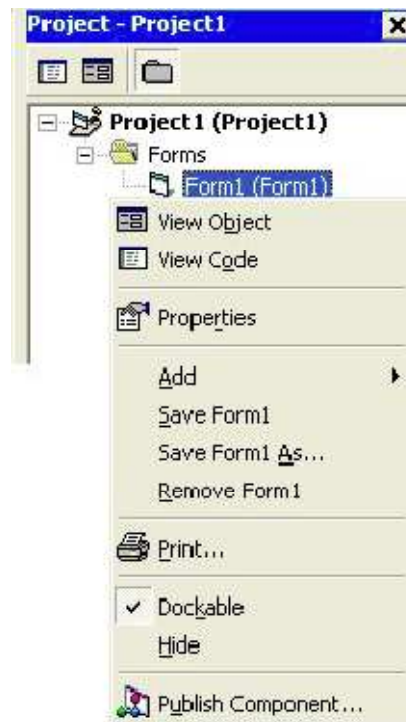 Project - Project1
Project1 (Project1)
Forms
Form1 (Form1)
View Object
View Code
Properties
Add
Save Form1
Save Form1 As...
Remove Form1
Print...
Dockable
Hide
Publish Component...